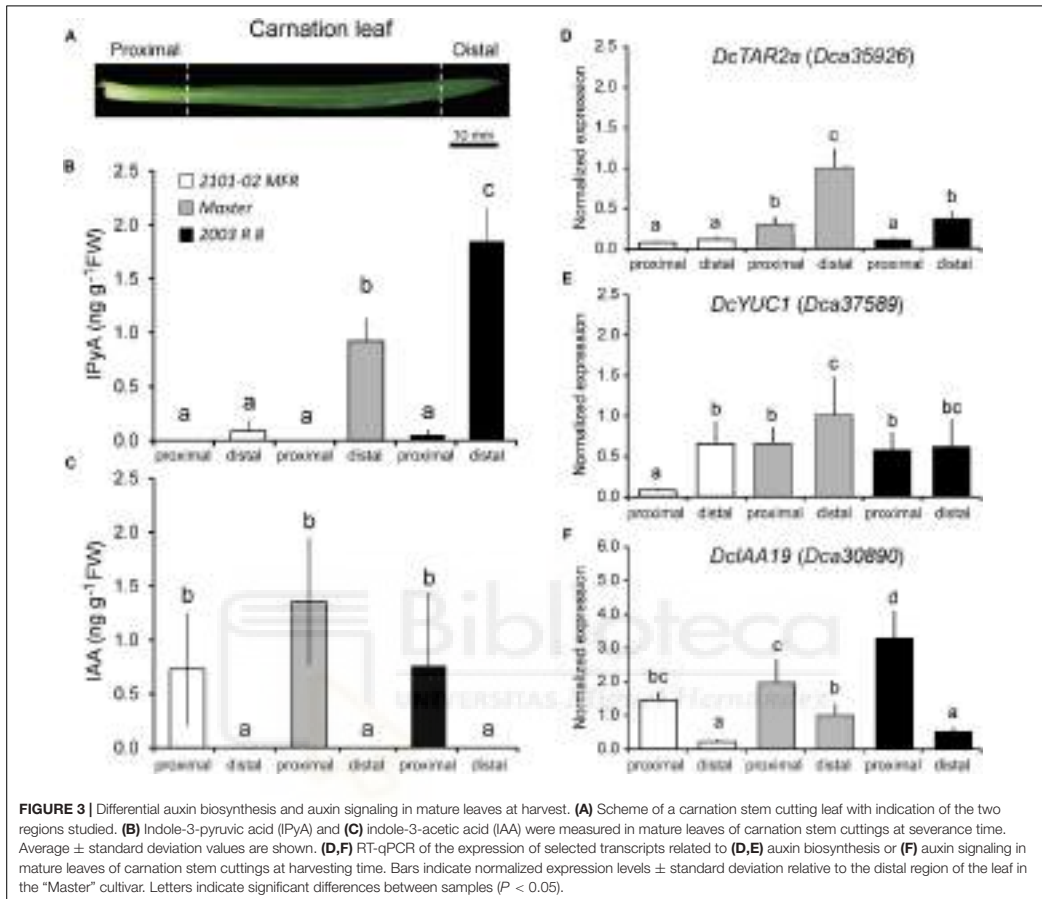 A
Carnation leaf
Proximal Distal
10 mm
B
2.5
2.0
1.5
1.0
0.5
0.0
IPyA (ng g⁻¹FW)
2101-02 MFR
Master
2003 R 8
a a a b a c
proximal distal proximal distal proximal distal
C
2.5
2.0
1.5
1.0
0.5
0.0
IAA (ng g⁻¹FW)
b a b a b a
proximal distal proximal distal proximal distal
D
DcTAR2a (Dca35926)
2.5
2.0
1.5
1.0
0.5
0.0
Normalized expression
a a b c a b
proximal distal proximal distal proximal distal
E
DcYUC1 (Dca37589)
2.5
2.0
1.5
1.0
0.5
0.0
Normalized expression
a b b c b bc
proximal distal proximal distal proximal distal
F
DcIAA19 (Dca30890)
6.0
5.0
4.0
3.0
2.0
1.0
0.0
Normalized expression
bc a c b d a
proximal distal proximal distal proximal distal
Biblioteca
UNIVERSITAS Miguel Hernández
FIGURE 3 | Differential auxin biosynthesis and auxin signaling in mature leaves at harvest. (A) Scheme of a carnation stem cutting leaf with indication of the two
regions studied. (B) Indole-3-pyruvic acid (IPyA) and (C) indole-3-acetic acid (IAA) were measured in mature leaves of carnation stem cuttings at severance time.
Average ± standard deviation values are shown. (D,F) RT-qPCR of the expression of selected transcripts related to (D,E) auxin biosynthesis or (F) auxin signaling in
mature leaves of carnation stem cuttings at harvesting time. Bars indicate normalized expression levels ± standard deviation relative to the distal region of the leaf in
the “Master” cultivar. Letters indicate significant differences between samples (P < 0.05).